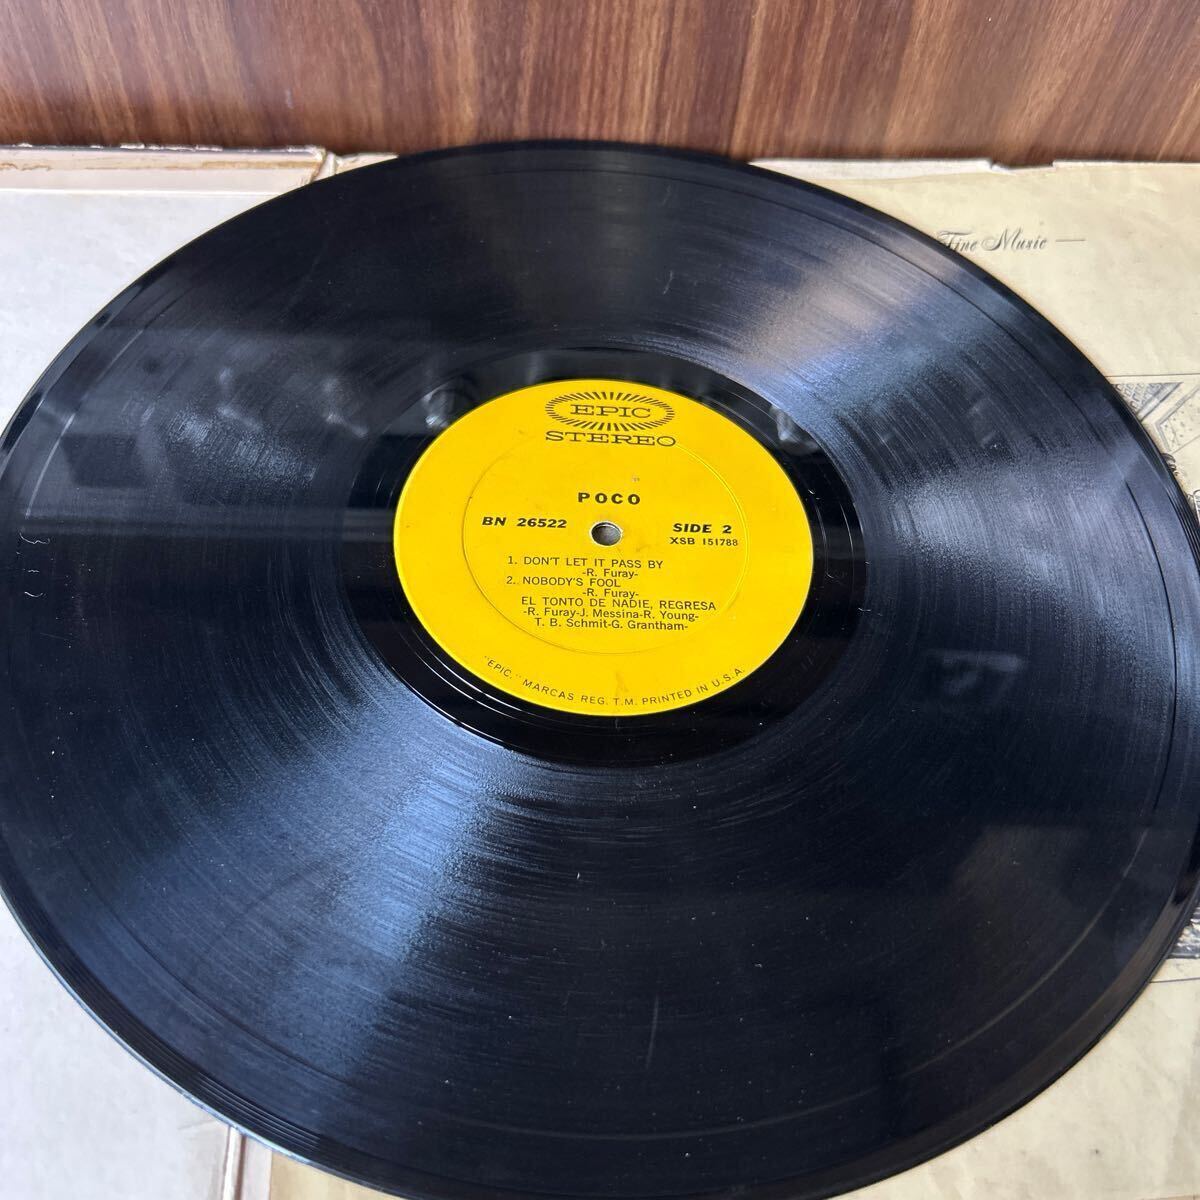 Fine Music
EPIC
STEREO
POCO
BN 26522
SIDE 2
XSB 151788
1. DON'T LET IT PASS BY
-R. Furay-
2. NOBODY'S FOOL
-R. Furay-
EL TONTO DE NADIE, REGRESA
-R. Furay-J. Messina-R. Young-
T. B. Schmit-G. Grantham-
"EPIC," MARCAS REG. T.M. PRINTED IN U.S.A.